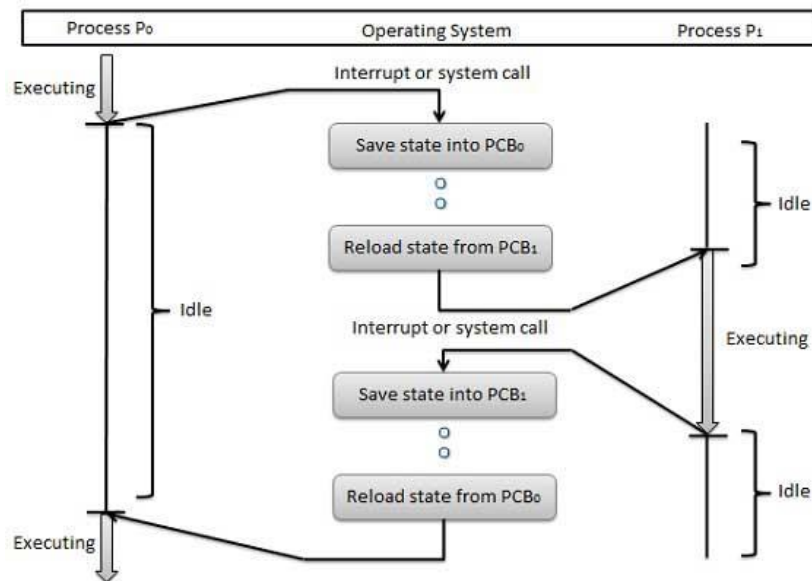 Process P₀ Operating System Process P₁
Interrupt or system call
Executing
Save state into PCB₀
Idle
Reload state from PCB₁
Idle
Interrupt or system call
Executing
Save state into PCB₁
Idle
Reload state from PCB₀
Executing